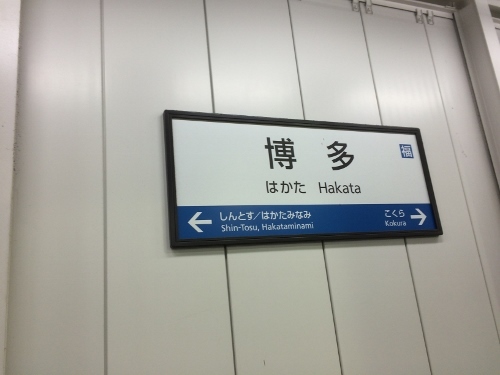 博多
福
はかた Hakata
しんとす/はかたみなみ
Shin-Tosu, Hakataminami
こくら
Kokura